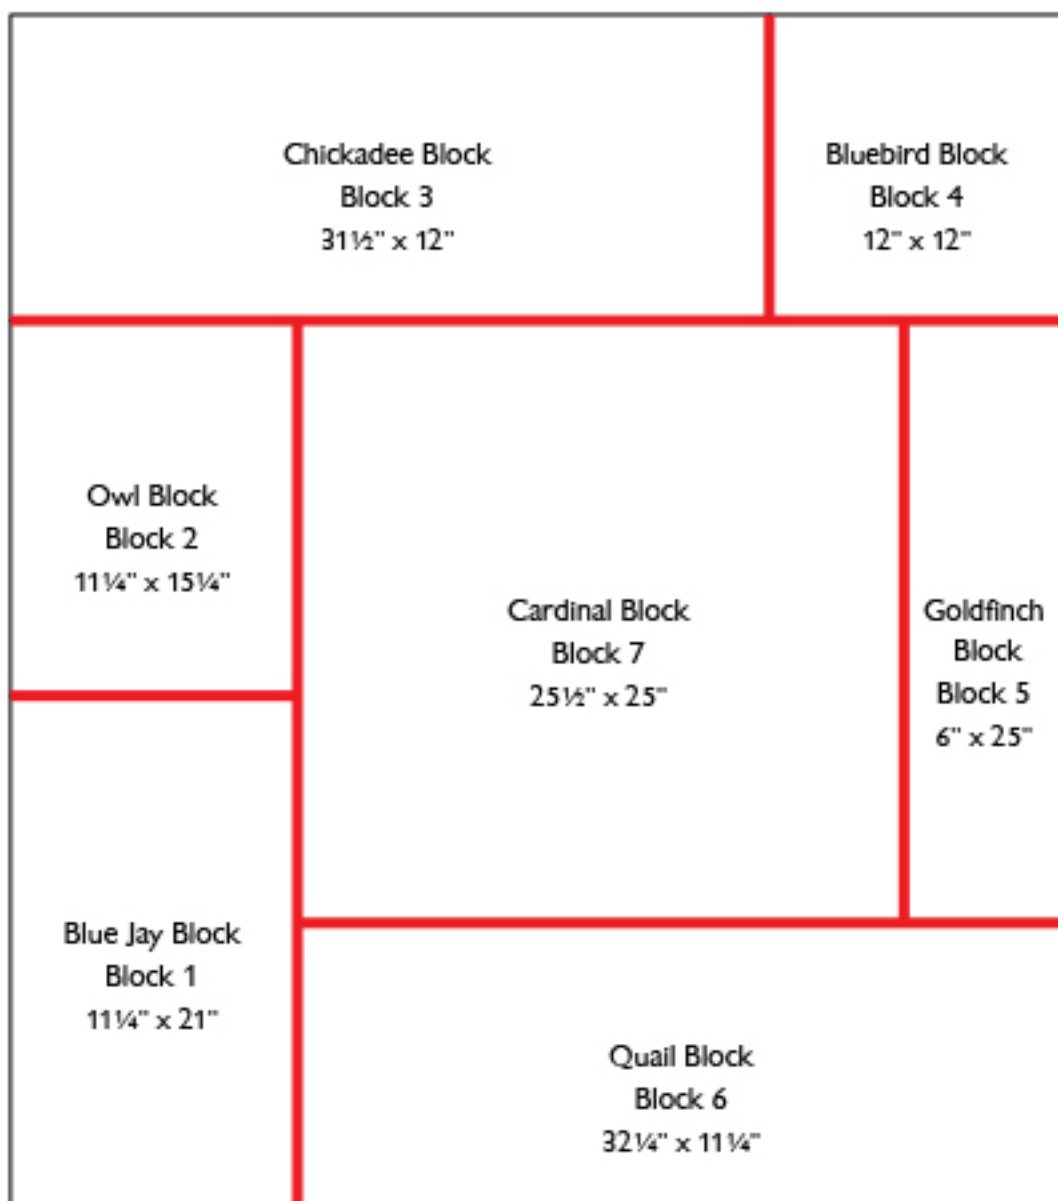 Chickadee Block
Block 3
31½" x 12"
Bluebird Block
Block 4
12" x 12"
Owl Block
Block 2
11¼" x 15¼"
Cardinal Block
Block 7
25½" x 25"
Goldfinch
Block
Block 5
6" x 25"
Blue Jay Block
Block 1
11¼" x 21"
Quail Block
Block 6
32¼" x 11¼"